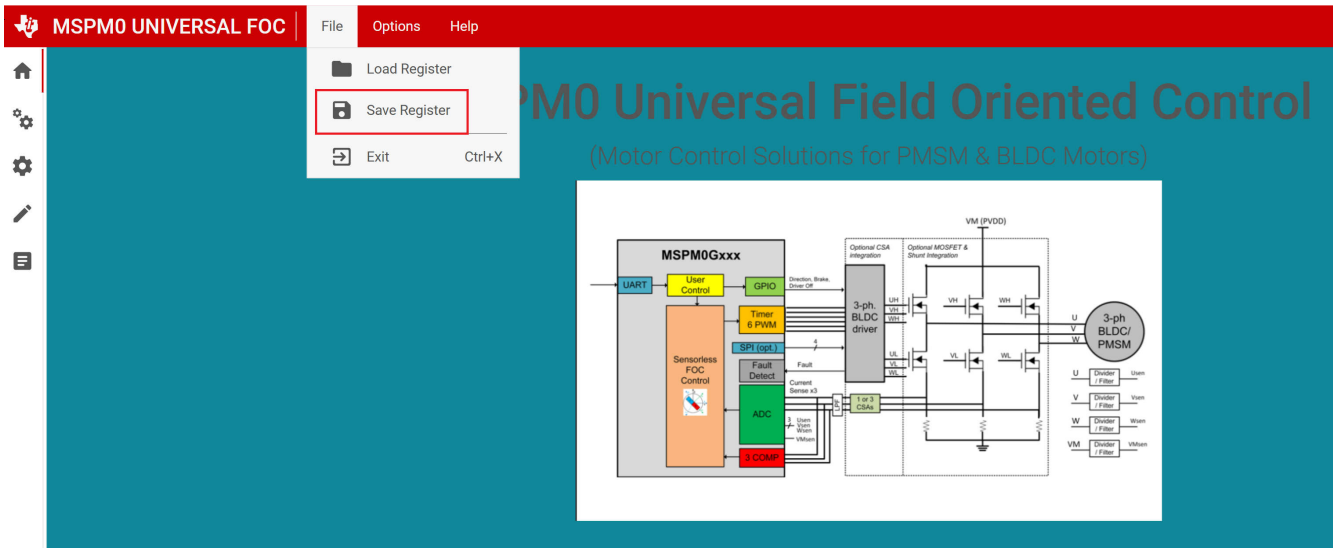 MSPM0 UNIVERSAL FOC
File
Options
Help
Load Register
Save Register
Exit
Ctrl+X
PM0 Universal Field Oriented Control
(Motor Control Solutions for PMSM & BLDC Motors)
VM (PVDD)
MSPM0Gxxx
Optional CSA
integration
Optional MOSFET &
Shunt Integration
UART
User
Control
GPIO
Direction, Brake,
Driver Off
Timer
6 PWM
3-ph.
BLDC
driver
UH
VH
WH
VH
WH
SPI (opt.)
4
Sensorless
FOC
Control
Fault
Detect
Fault
UL
VL
WL
VL
WL
U
V
W
3-ph
BLDC/
PMSM
Current
Sense x3
ADC
LPF
1 or 3
CSAs
3
Usen
Vsen
Wsen
VMsen
3 COMP
U
Divider
/ Filter
Usen
V
Divider
/ Filter
Vsen
W
Divider
/ Filter
Wsen
VM
Divider
/ Filter
VMsen